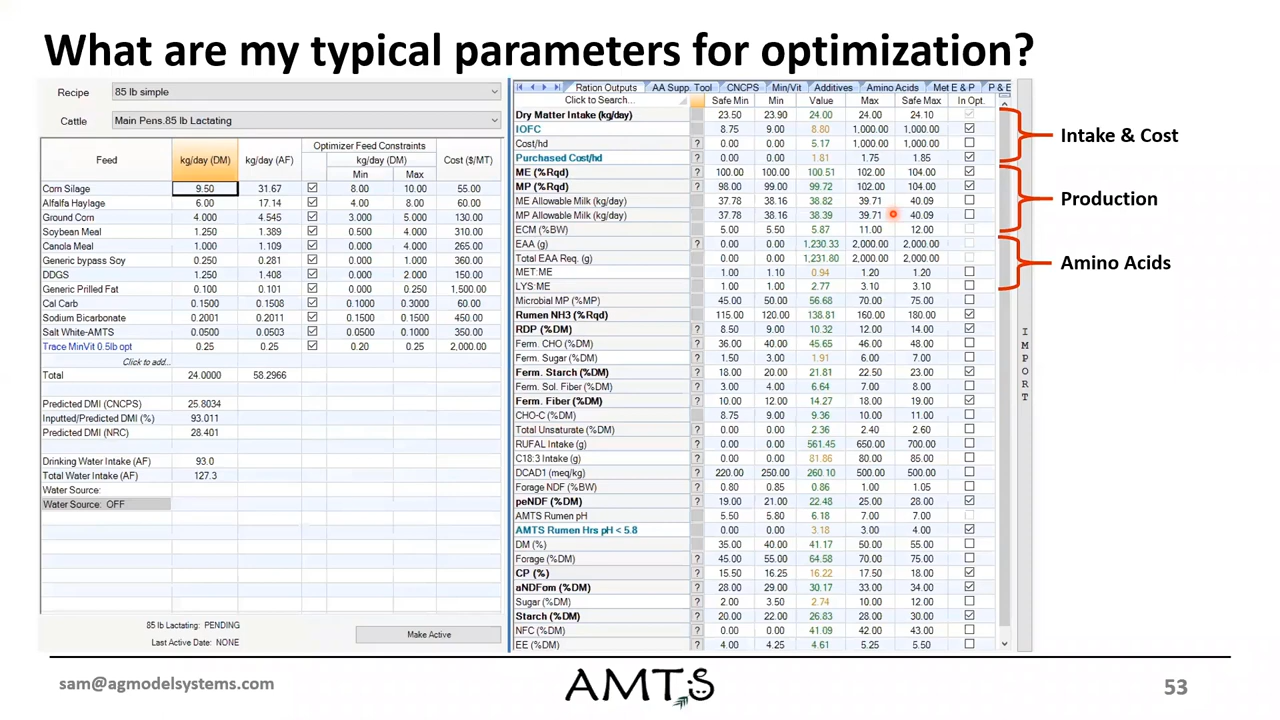 What are my typical parameters for optimization?
Recipe 85 lb simple
Cattle Main Pens.85 lb Lactating
Feed kg/day (DM) kg/day (AF) Optimizer Feed Constraints Cost ($/MT)
kg/day (DM)
Min Max
Corn Silage 9.50 31.67 8.00 10.00 55.00
Alfalfa Haylage 6.00 17.14 4.00 8.00 60.00
Ground Corn 4.000 4.545 3.000 5.000 130.00
Soybean Meal 1.250 1.389 0.500 4.000 310.00
Canola Meal 1.000 1.109 0.000 4.000 265.00
Generic bypass Soy 0.250 0.281 0.000 1.000 360.00
DDGS 1.250 1.408 0.000 2.000 150.00
Generic Prilled Fat 0.100 0.101 0.000 0.250 1,500.00
Cal Carb 0.1500 0.1508 0.1000 0.3000 60.00
Sodium Bicarbonate 0.2001 0.2011 0.1500 0.1500 450.00
Salt White-AMTS 0.0500 0.0503 0.0500 0.1000 350.00
Trace MinVit 0.5lb opt 0.25 0.25 0.20 0.25 2,000.00
Click to add...
Total 24.0000 58.2966
Predicted DMI (CNCPS) 25.8034
Inputted/Predicted DMI (%) 93.011
Predicted DMI (NRC) 28.401
Drinking Water Intake (AF) 93.0
Total Water Intake (AF) 127.3
Water Source:
Water Source: OFF
85 lb Lactating: PENDING
Last Active Date: NONE
Make Active
Ration Outputs AA Supp. Tool CNCPS Min/Vit Additives Amino Acids Met E & P P & E
Click to Search... Safe Min Min Value Max Safe Max In Opt.
Dry Matter Intake (kg/day) 23.50 23.90 24.00 24.00 24.10
IOFC 8.75 9.00 8.80 1,000.00 1,000.00
Cost/hd ? 0.00 0.00 5.17 1,000.00 1,000.00
Purchased Cost/hd ? 0.00 0.00 1.81 1.75 1.85
ME (%Rqd) ? 100.00 100.00 100.51 102.00 104.00
MP (%Rqd) ? 98.00 99.00 99.72 102.00 104.00
ME Allowable Milk (kg/day) 37.78 38.16 38.82 39.71 40.09
MP Allowable Milk (kg/day) 37.78 38.16 38.39 39.71 40.09
ECM (%BW) 5.00 5.50 5.87 11.00 12.00
EAA (g) ? 0.00 0.00 1,230.33 2,000.00 2,000.00
Total EAA Req. (g) ? 0.00 0.00 1,231.80 2,000.00 2,000.00
MET:ME 1.00 1.10 0.94 1.20 1.20
LYS:ME 1.00 1.00 2.77 3.10 3.10
Microbial MP (%MP) 45.00 50.00 56.68 70.00 75.00
Rumen NH3 (%Rqd) 115.00 120.00 138.81 160.00 180.00
RDP (%DM) ? 8.50 9.00 10.32 12.00 14.00
Ferm. CHO (%DM) ? 36.00 40.00 45.65 46.00 48.00
Ferm. Sugar (%DM) ? 1.50 3.00 1.91 6.00 7.00
Ferm. Starch (%DM) ? 18.00 20.00 21.81 22.50 23.00
Ferm. Sol. Fiber (%DM) ? 3.00 4.00 6.64 7.00 8.00
Ferm. Fiber (%DM) ? 10.00 12.00 14.27 18.00 19.00
CHO-C (%DM) ? 8.75 9.00 9.36 10.00 11.00
Total Unsaturate (%DM) ? 0.00 0.00 2.36 2.40 2.60
RUFAL Intake (g) ? 0.00 0.00 561.45 650.00 700.00
C18:3 Intake (g) ? 0.00 0.00 81.86 80.00 85.00
DCAD1 (meq/kg) ? 220.00 250.00 260.10 500.00 500.00
Forage NDF (%BW) ? 0.80 0.85 0.86 1.00 1.05
peNDF (%DM) ? 19.00 21.00 22.48 25.00 28.00
AMTS Rumen pH 5.50 5.80 6.18 7.00 7.00
AMTS Rumen Hrs pH < 5.8 0.00 0.00 3.18 3.00 4.00
DM (%) 35.00 40.00 41.17 50.00 55.00
Forage (%DM) ? 45.00 55.00 64.58 70.00 75.00
CP (%) ? 15.50 16.25 16.22 17.50 18.00
aNDFom (%DM) ? 28.00 29.00 30.17 33.00 34.00
Sugar (%DM) ? 2.00 3.50 2.74 10.00 12.00
Starch (%DM) ? 20.00 22.00 26.83 28.00 30.00
NFC (%DM) ? 0.00 0.00 41.09 42.00 43.00
EE (%DM) ? 4.00 4.25 4.61 5.25 5.50
IMPORT
Intake & Cost
Production
Amino Acids
sam@agmodelsystems.com
AMTS
53